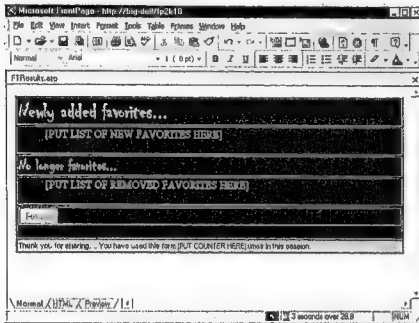 Microsoft FrontPage - http://big-dell/fp2k10
File Edit View Insert Format Tools Table Frames Window Help
Normal Arial 1 ( 8 pt) B I U
F1Results.asp
Newly added favorites...
[PUT LIST OF NEW FAVORITES HERE]
No longer favorites...
[PUT LIST OF REMOVED FAVORITES HERE]
Thank you for sharing... You have used this form [PUT COUNTER HERE] times in this session.
Normal HTML Preview
3 seconds over 28.8 NUM